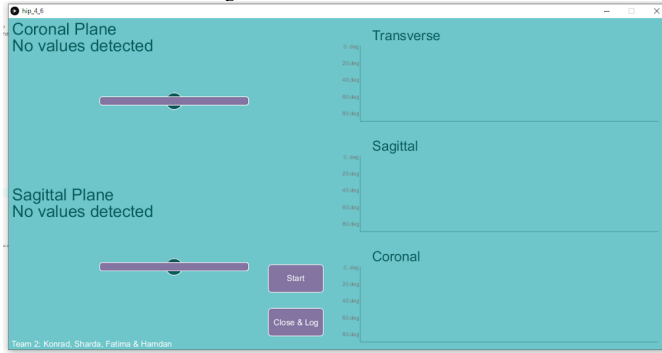 hip_4_6
Coronal Plane
No values detected
Sagittal Plane
No values detected
Start
Close & Log
Team 2: Konrad, Sharda, Fatima & Hamdan
Transverse
0. deg
20.deg
40.deg
60.deg
80.deg
Sagittal
0. deg
20.deg
40.deg
60.deg
80.deg
Coronal
0. deg
20.deg
40.deg
60.deg
80.deg